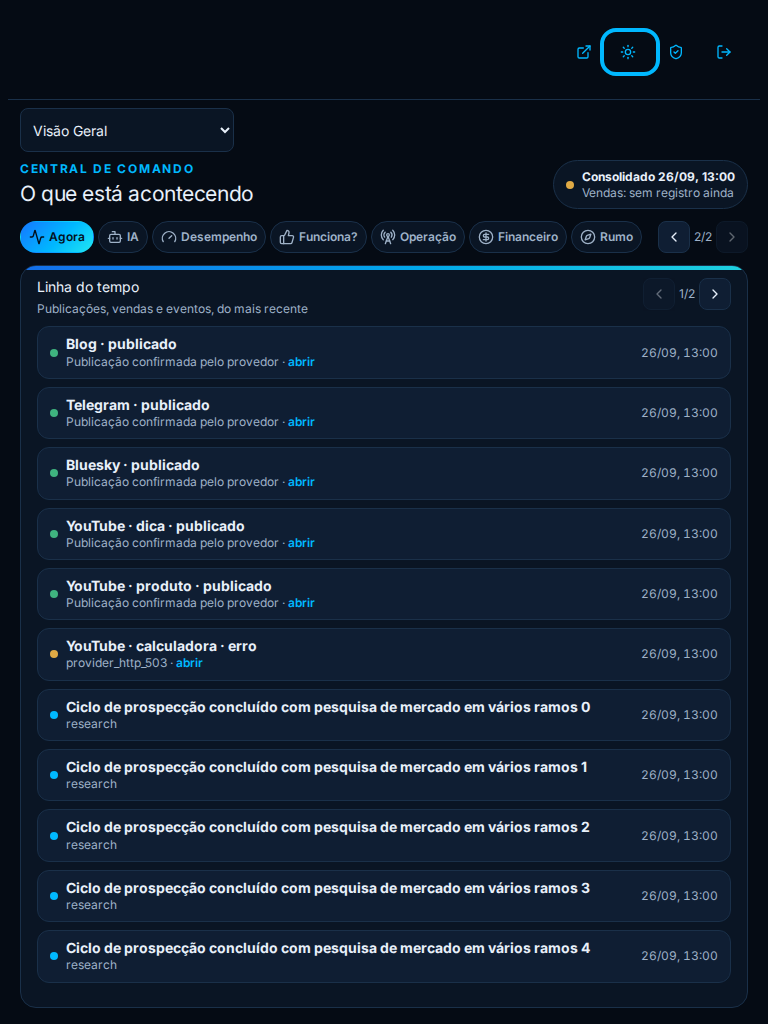 Visão Geral
CENTRAL DE COMANDO
O que está acontecendo
Consolidado 26/09, 13:00
Vendas: sem registro ainda
Agora IA Desempenho Funciona? Operação Financeiro Rumo 2/2
Linha do tempo
Publicações, vendas e eventos, do mais recente
1/2
Blog · publicado
Publicação confirmada pelo provedor · abrir
26/09, 13:00
Telegram · publicado
Publicação confirmada pelo provedor · abrir
26/09, 13:00
Bluesky · publicado
Publicação confirmada pelo provedor · abrir
26/09, 13:00
YouTube · dica · publicado
Publicação confirmada pelo provedor · abrir
26/09, 13:00
YouTube · produto · publicado
Publicação confirmada pelo provedor · abrir
26/09, 13:00
YouTube · calculadora · erro
provider_http_503 · abrir
26/09, 13:00
Ciclo de prospecção concluído com pesquisa de mercado em vários ramos 0
research
26/09, 13:00
Ciclo de prospecção concluído com pesquisa de mercado em vários ramos 1
research
26/09, 13:00
Ciclo de prospecção concluído com pesquisa de mercado em vários ramos 2
research
26/09, 13:00
Ciclo de prospecção concluído com pesquisa de mercado em vários ramos 3
research
26/09, 13:00
Ciclo de prospecção concluído com pesquisa de mercado em vários ramos 4
research
26/09, 13:00